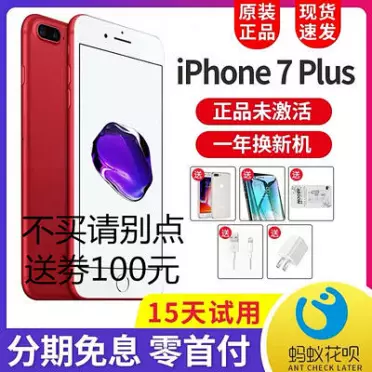 原装正品
现货速发
iPhone 7 Plus
正品未激活
一年换新机
送 送 送
送 送
不买请别点
送券100元
15天试用
分期免息 零首付
蚂蚁花呗
ANT CHECK LATER